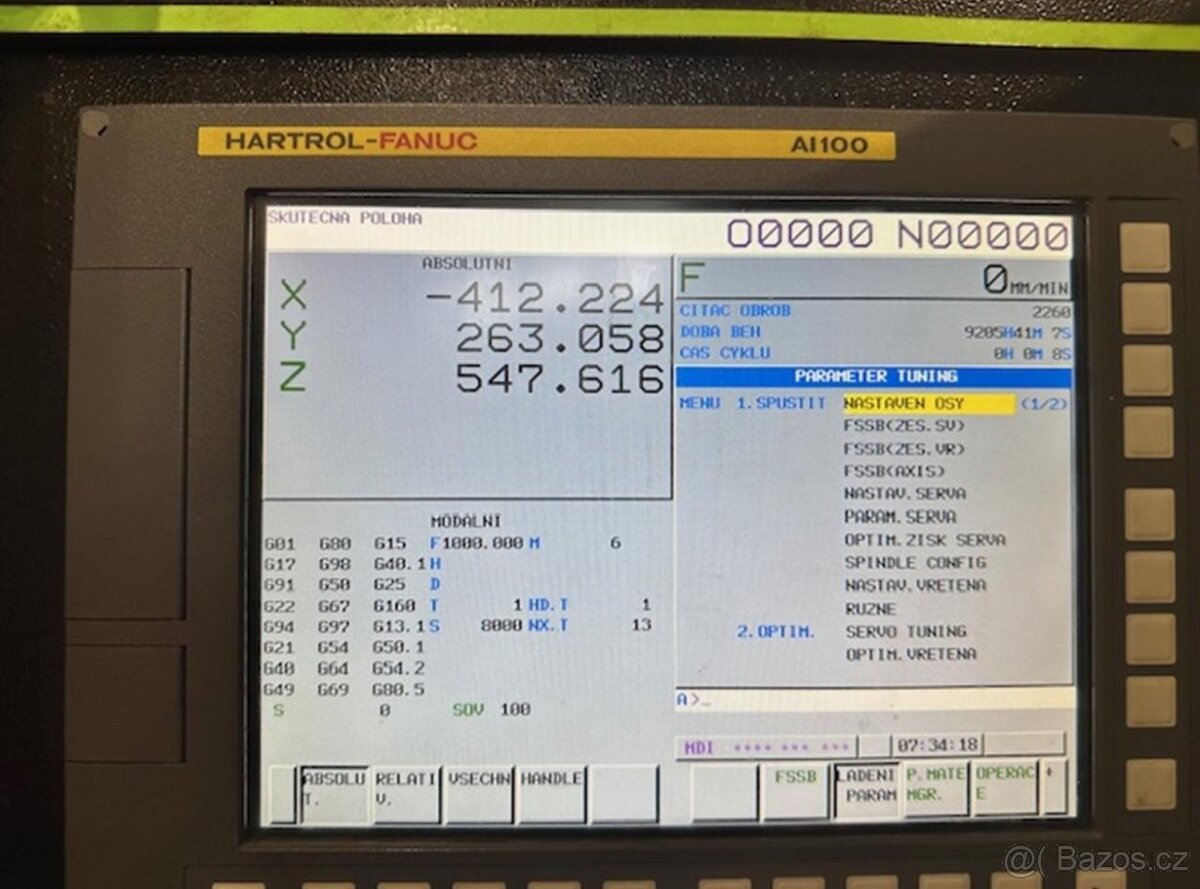 HARTROL-FANUC AI100
SKUTECNA POLOHA
O0000 N00000
ABSOLUTNI
X -412.224
Y 263.058
Z 547.616
F 0 MM/MIN
CITAC OBROB 2260
DOBA BEH 9205H41M 7S
CAS CYKLU 0H 0M 8S
PARAMETER TUNING
MENU 1.SPUSTIT NASTAVEN OSY (1/2)
FSSB(ZES.SV)
FSSB(ZES.VR)
FSSB(AXIS)
NASTAV.SERVA
PARAM.SERVA
OPTIM.ZISK SERVA
SPINDLE CONFIG
NASTAV.VRETENA
RUZNE
2.OPTIM. SERVO TUNING
OPTIM.VRETENA
MODALNI
G01 G80 G15 F1000.000 M 6
G17 G98 G40.1 H
G91 G50 G25 D
G22 G67 G160 T 1 HD.T 1
G94 G97 G13.1 S 8000 NX.T 13
G21 G54 G50.1
G40 G64 G54.2
G49 G69 G80.5
S 0 SOV 100
A>_
MDI **** *** *** 07:34:18
ABSOLU
T.
RELATI
V.
VSECHN
HANDLE
FSSB
LADENI
PARAM
P.MATE
MGR.
OPERAC
E
+
@( Bazos.cz